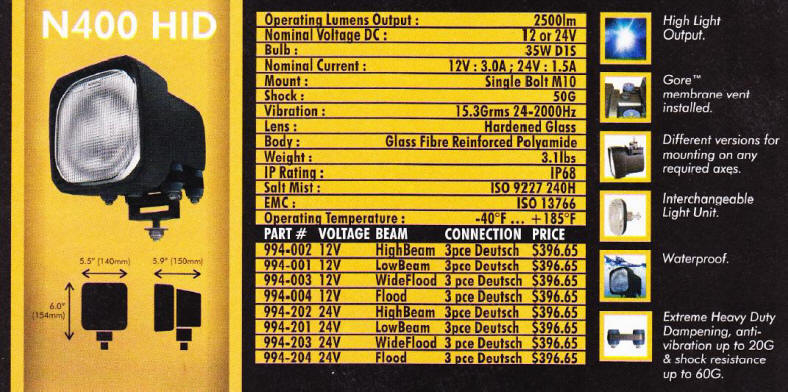 N400 HID
5.5" (140mm) 5.9" (150mm)
6.0"
(154mm)
Operating Lumens Output : 2500lm
Nominal Voltage DC : 12 or 24V
Bulb : 35W D1S
Nominal Current : 12V : 3.0A ; 24V : 1.5A
Mount : Single Bolt M10
Shock : 50G
Vibration : 15.3Grms 24-2000Hz
Lens : Hardened Glass
Body : Glass Fibre Reinforced Polyamide
Weight : 3.1lbs
IP Rating : IP68
Salt Mist : ISO 9227 240H
EMC : ISO 13766
Operating Temperature : -40°F ... +185°F
PART # VOLTAGE BEAM CONNECTION PRICE
994-002 12V HighBeam 3pce Deutsch $396.65
994-001 12V LowBeam 3pce Deutsch $396.65
994-003 12V WideFlood 3 pce Deutsch $396.65
994-004 12V Flood 3 pce Deutsch $396.65
994-202 24V HighBeam 3pce Deutsch $396.65
994-201 24V LowBeam 3pce Deutsch $396.65
994-203 24V WideFlood 3 pce Deutsch $396.65
994-204 24V Flood 3 pce Deutsch $396.65
High Light
Output.
Gore™
membrane vent
installed.
Different versions for
mounting on any
required axes.
Interchangeable
Light Unit.
Waterproof.
Extreme Heavy Duty
Dampening, anti-
vibration up to 20G
& shock resistance
up to 60G.